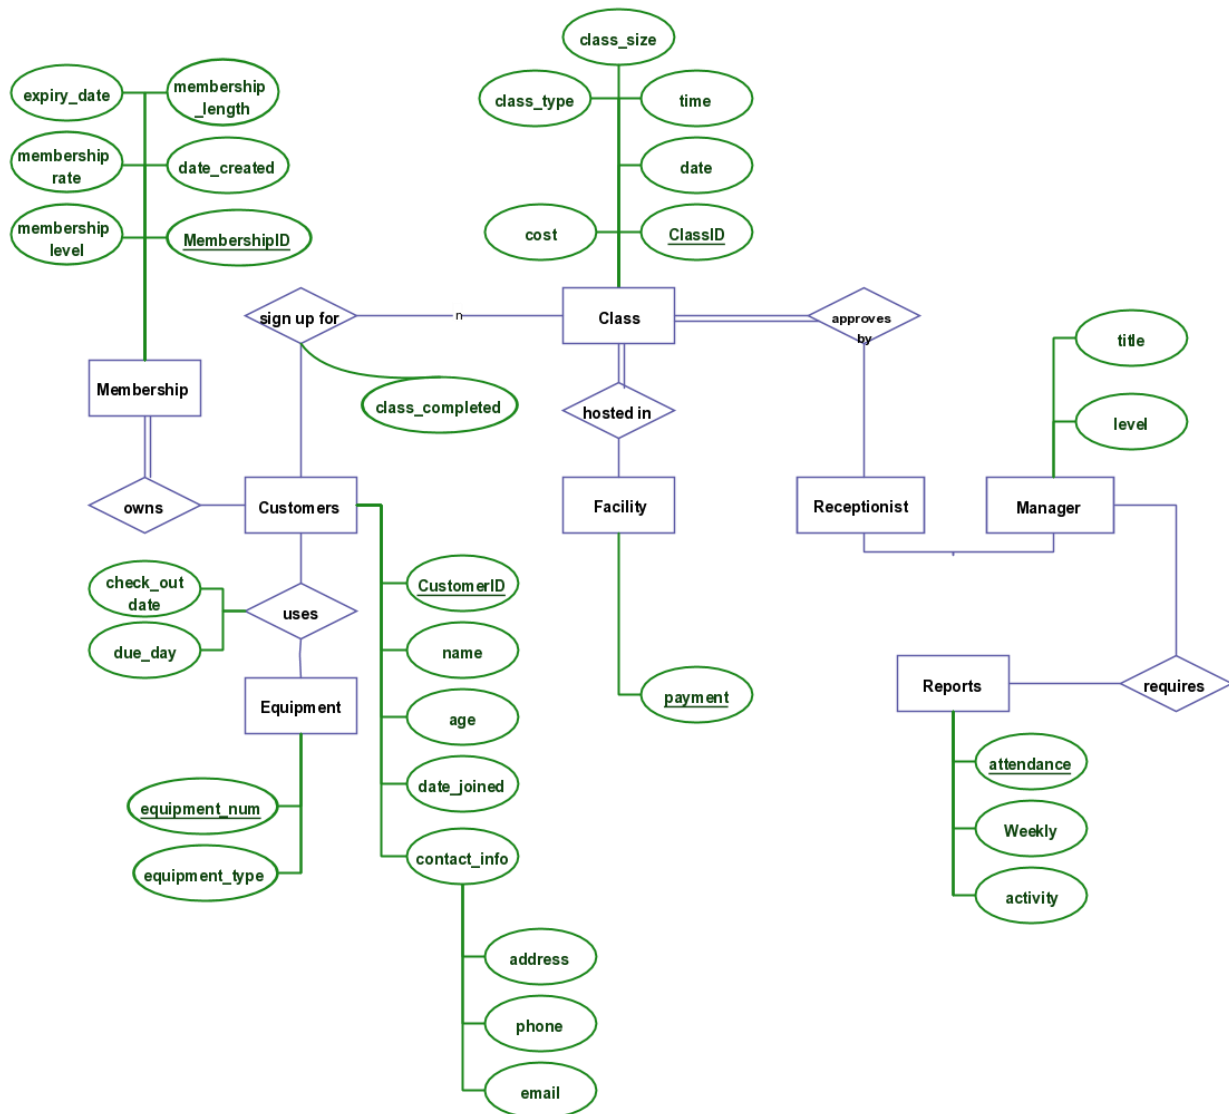 class_size
expiry_date
membership
_length
class_type
time
membership
rate
date_created
date
membership
level
MembershipID
cost
ClassID
sign up for
n
Class
approves
by
title
Membership
class_completed
hosted in
level
owns
Customers
Facility
Receptionist
Manager
check_out
date
CustomerID
uses
due_day
name
Equipment
payment
Reports
requires
age
attendance
date_joined
equipment_num
Weekly
contact_info
equipment_type
activity
address
phone
email